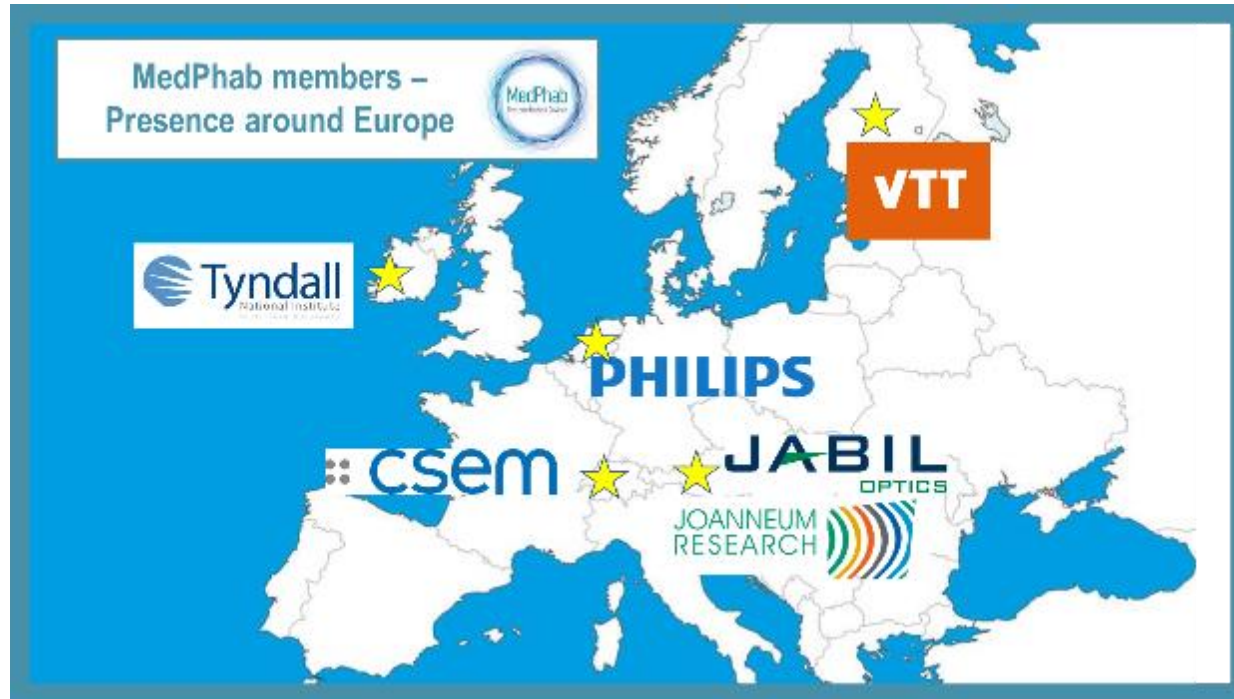 MedPhab members –
Presence around Europe
MedPhab
VTT
Tyndall
National Institute
PHILIPS
csem
JABIL
OPTICS
JOANNEUM
RESEARCH